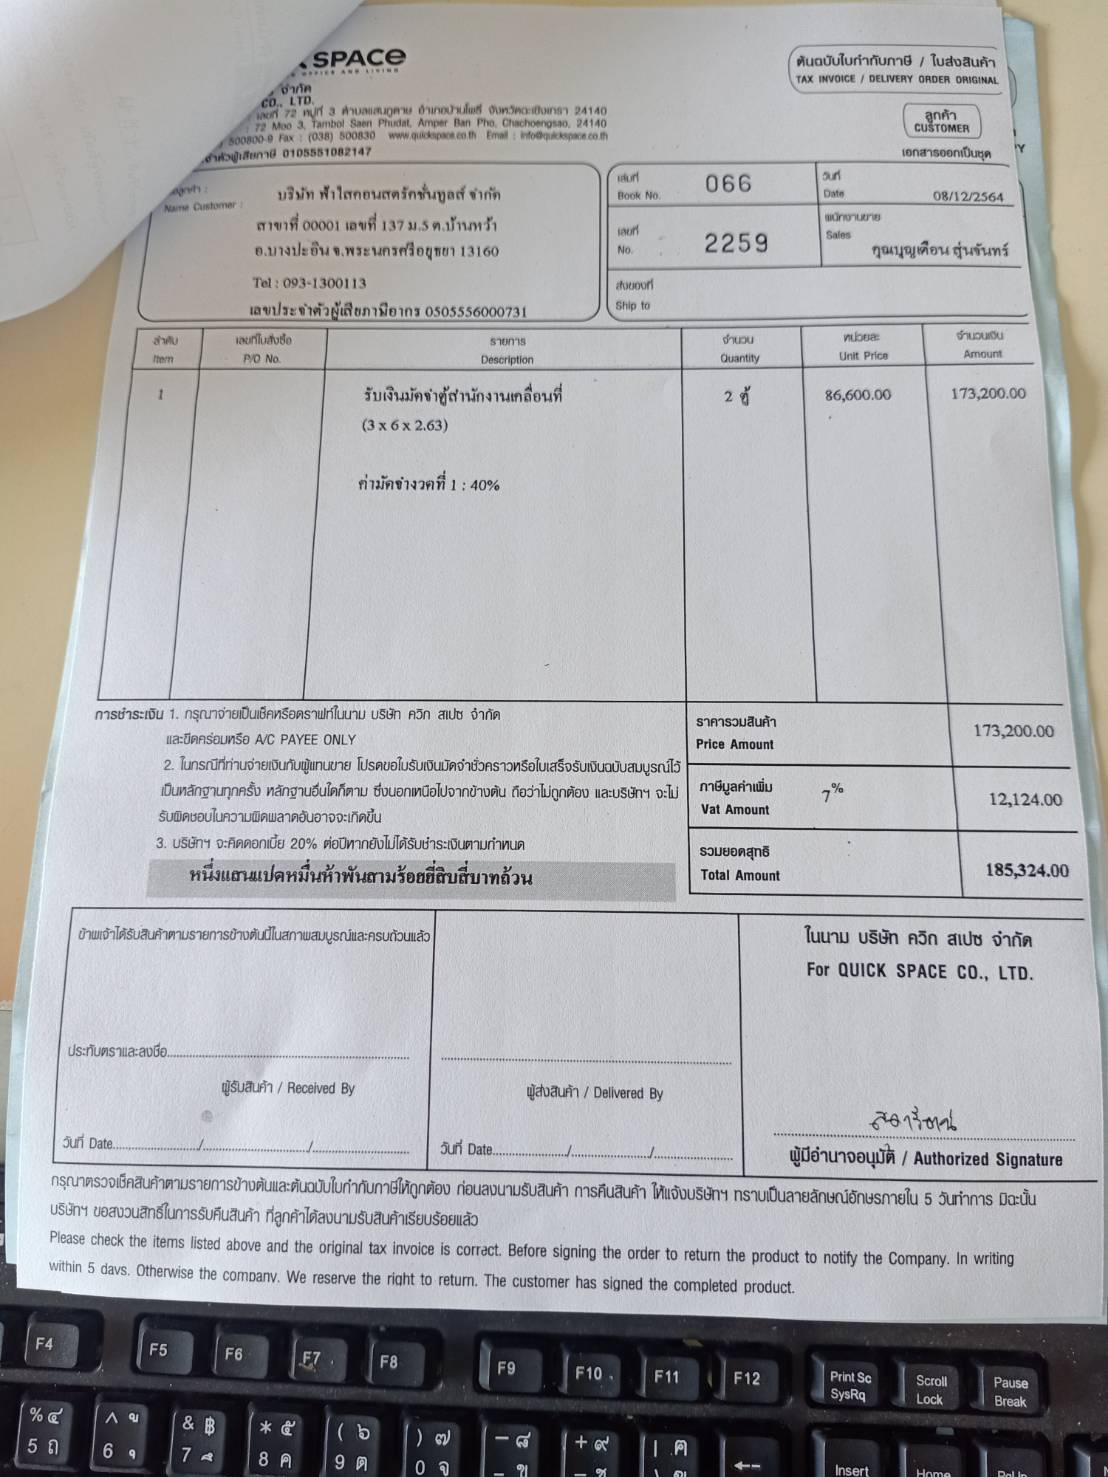 SPACE
OFFICE AND LIVING
ต้นฉบับใบกำกับภาษี / ใบส่งสินค้า
TAX INVOICE / DELIVERY ORDER ORIGINAL
จำกัด
CO., LTD.
เลขที่ 72 หมู่ที่ 3 ตำบลแสนภูดาษ อำเภอบ้านโพธิ์ จังหวัดฉะเชิงเทรา 24140
72 Moo 3, Tambol Saen Phudat, Amper Ban Pho, Chachoengsao, 24140
500800-9 Fax : (038) 500830 www.quickspace.co.th Email : info@quickspace.co.th
ตัวผู้เสียภาษี 0105551082147
ลูกค้า
CUSTOMER
เอกสารออกเป็นชุด
ลูกค้า :
Name Customer :
บริษัท ฟ้าใสคอนสตรัคชั่นทูลส์ จำกัด
สาขาที่ 00001 เลขที่ 137 ม.5 ต.บ้านหว้า
อ.บางปะอิน จ.พระนครศรีอยุธยา 13160
Tel : 093-1300113
เลขประจำตัวผู้เสียภาษีอากร 0505556000731
เล่มที่
Book No. 066
วันที่
Date 08/12/2564
เลขที่
No. 2259
พนักงานขาย
Sales
คุณบุญเตือน สุ่นจันทร์
ส่งของที่
Ship to
ลำดับ เลขที่ใบสั่งซื้อ รายการ จำนวน หน่วยละ จำนวนเงิน
Item P/O No. Description Quantity Unit Price Amount
1 รับเงินมัดจำตู้สำนักงานเคลื่อนที่ 2 ตู้ 86,600.00 173,200.00
(3 x 6 x 2.63)
ค่ามัดจำงวดที่ 1 : 40%
การชำระเงิน 1. กรุณาจ่ายเป็นเช็คหรือดราฟท์ในนาม บริษัท ควิก สเปซ จำกัด
และขีดคร่อมหรือ A/C PAYEE ONLY
2. ในกรณีที่ท่านจ่ายเงินกับผู้แทนขาย โปรดขอใบรับเงินมัดจำชั่วคราวหรือใบเสร็จรับเงินฉบับสมบูรณ์ไว้
เป็นหลักฐานทุกครั้ง หลักฐานอื่นใดก็ตาม ซึ่งนอกเหนือไปจากข้างต้น ถือว่าไม่ถูกต้อง และบริษัทฯ จะไม่
รับผิดชอบในความผิดพลาดอันอาจจะเกิดขึ้น
3. บริษัทฯ จะคิดดอกเบี้ย 20% ต่อปีหากยังไม่ได้รับชำระเงินตามกำหนด
หนึ่งแสนแปดหมื่นห้าพันสามร้อยยี่สิบสี่บาทถ้วน
ราคารวมสินค้า
Price Amount 173,200.00
ภาษีมูลค่าเพิ่ม
Vat Amount 7% 12,124.00
รวมยอดสุทธิ
Total Amount 185,324.00
ข้าพเจ้าได้รับสินค้าตามรายการข้างต้นนี้ในสภาพสมบูรณ์และครบถ้วนแล้ว
ประทับตราและลงชื่อ
ผู้รับสินค้า / Received By
วันที่ Date / /
ผู้ส่งสินค้า / Delivered By
วันที่ Date / /
ในนาม บริษัท ควิก สเปซ จำกัด
For QUICK SPACE CO., LTD.
ผู้มีอำนาจอนุมัติ / Authorized Signature
กรุณาตรวจเช็คสินค้าตามรายการข้างต้นและต้นฉบับใบกำกับภาษีให้ถูกต้อง ก่อนลงนามรับสินค้า การคืนสินค้า ให้แจ้งบริษัทฯ ทราบเป็นลายลักษณ์อักษรภายใน 5 วันทำการ มิฉะนั้น
บริษัทฯ ขอสงวนสิทธิ์ในการรับคืนสินค้า ที่ลูกค้าได้ลงนามรับสินค้าเรียบร้อยแล้ว
Please check the items listed above and the original tax invoice is correct. Before signing the order to return the product to notify the Company. In writing
within 5 days. Otherwise the company. We reserve the right to return. The customer has signed the completed product.
F4 F5 F6 F7 F8 F9 F10 F11 F12 Print Sc SysRq Scroll Lock Pause Break
% ๔ ^ ข & ฿ * ๕ ( ๖ ) ๗ – ๘ + ๙ | ฅ
5 ถ 6 ุ 7 ึ 8 ค 9 ต 0 จ - ข = ช Insert Home PgUp